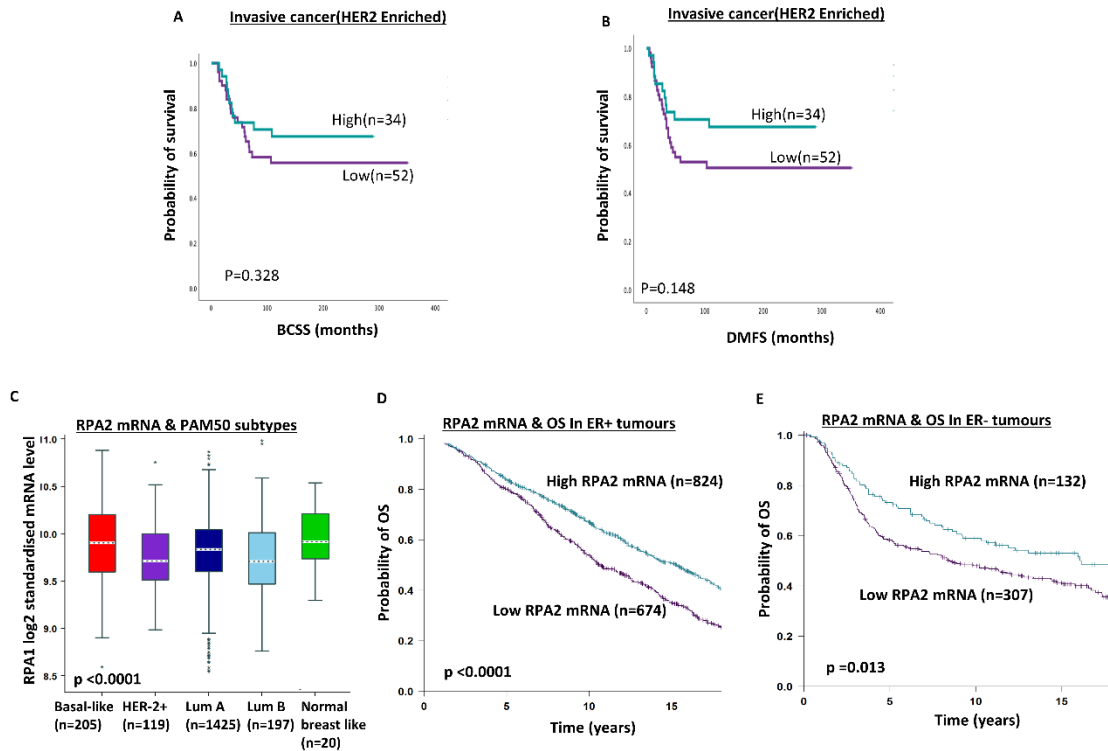 A
Invasive cancer(HER2 Enriched)
Probability of survival
1.0
0.8
0.6
0.4
0.2
0.0
High(n=34)
Low(n=52)
P=0.328
0
100
200
300
400
BCSS (months)
B
Invasive cancer(HER2 Enriched)
Probability of survival
1.0
0.8
0.6
0.4
0.2
0.0
High(n=34)
Low(n=52)
P=0.148
0
100
200
300
400
DMFS (months)
C
RPA2 mRNA & PAM50 subtypes
RPA1 log2 standardised mRNA level
11.0
10.5
10.0
9.5
9.0
8.5
p <0.0001
Basal-like
(n=205)
HER-2+
(n=119)
Lum A
(n=1425)
Lum B
(n=197)
Normal
breast like
(n=20)
D
RPA2 mRNA & OS In ER+ tumours
Probability of OS
1.0
0.8
0.6
0.4
0.2
0.0
High RPA2 mRNA (n=824)
Low RPA2 mRNA (n=674)
p <0.0001
0
5
10
15
Time (years)
E
RPA2 mRNA & OS In ER- tumours
Probability of OS
1.0
0.8
0.6
0.4
0.2
0.0
High RPA2 mRNA (n=132)
Low RPA2 mRNA (n=307)
p =0.013
0
5
10
15
Time (years)